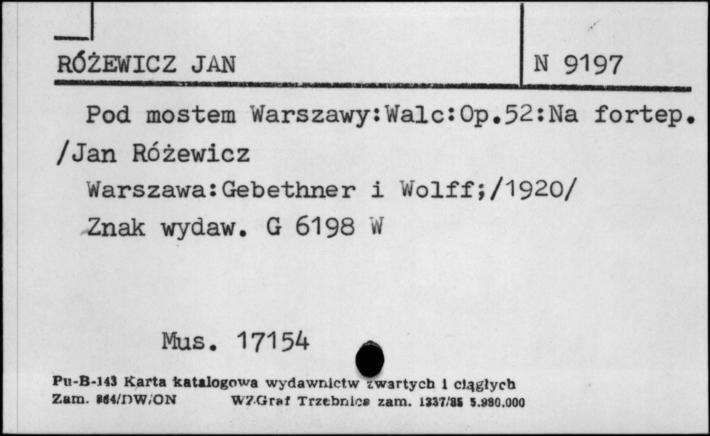 RÓŻEWICZ JAN
N 9197
Pod mostem Warszawy:Walc:Op.52:Na fortep.
/Jan Różewicz
Warszawa:Gebethner i Wolff;/1920/
Znak wydaw. G 6198 W
Mus. 17154
Pu-B-143 Karta katalogowa wydawnictw zwartych i ciągłych
Zam. 864/DW/ON WZGraf Trzebnica zam. 1337/85 5.980.000